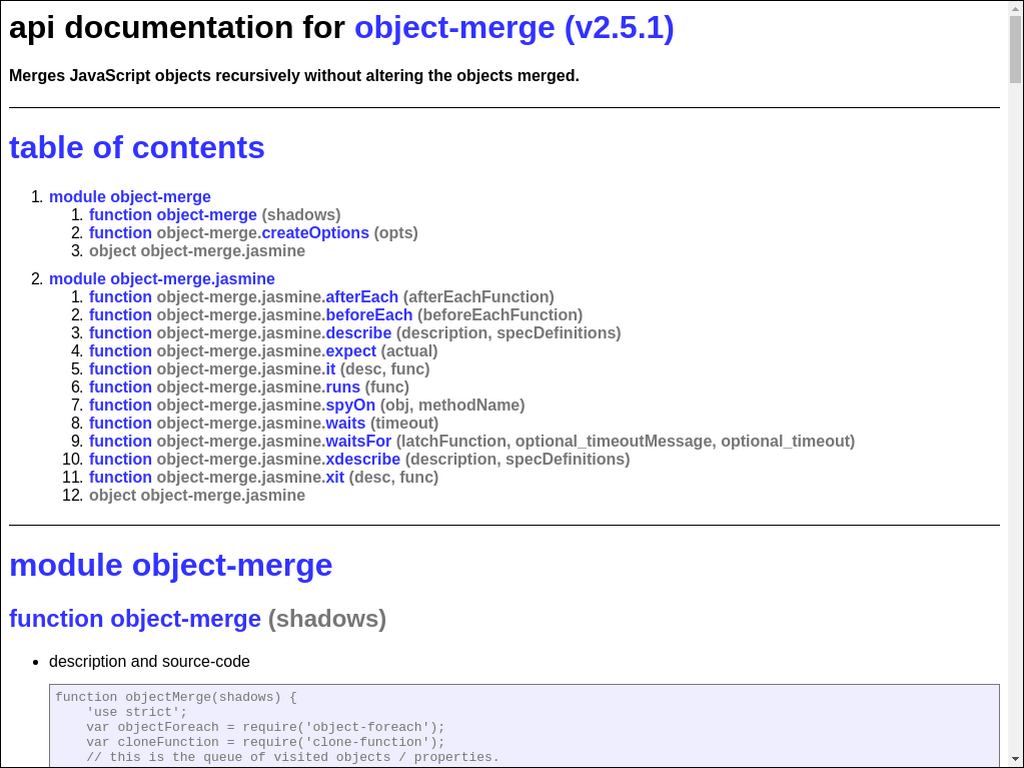 api documentation for object-merge (v2.5.1)
Merges JavaScript objects recursively without altering the objects merged.
table of contents
1. module object-merge
1. function object-merge (shadows)
2. function object-merge.createOptions (opts)
3. object object-merge.jasmine
2. module object-merge.jasmine
1. function object-merge.jasmine.afterEach (afterEachFunction)
2. function object-merge.jasmine.beforeEach (beforeEachFunction)
3. function object-merge.jasmine.describe (description, specDefinitions)
4. function object-merge.jasmine.expect (actual)
5. function object-merge.jasmine.it (desc, func)
6. function object-merge.jasmine.runs (func)
7. function object-merge.jasmine.spyOn (obj, methodName)
8. function object-merge.jasmine.waits (timeout)
9. function object-merge.jasmine.waitsFor (latchFunction, optional_timeoutMessage, optional_timeout)
10. function object-merge.jasmine.xdescribe (description, specDefinitions)
11. function object-merge.jasmine.xit (desc, func)
12. object object-merge.jasmine
module object-merge
function object-merge (shadows)
• description and source-code
function objectMerge(shadows) {
    'use strict';
    var objectForeach = require('object-foreach');
    var cloneFunction = require('clone-function');
    // this is the queue of visited objects / properties.